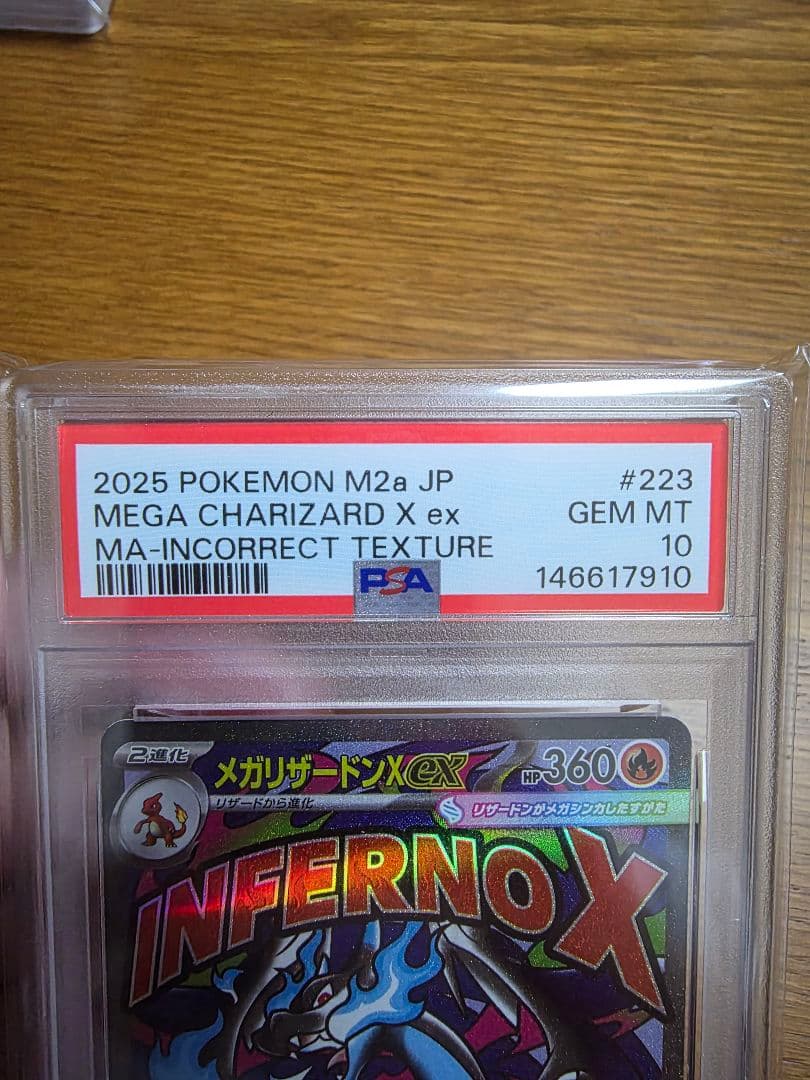 2025 POKEMON M2a JP #223
MEGA CHARIZARD X ex GEM MT
MA-INCORRECT TEXTURE 10
PSA 146617910
2進化 メガリザードンXex HP360
リザードから進化 リザードンがメガシンカしたすがた
INFERNO X